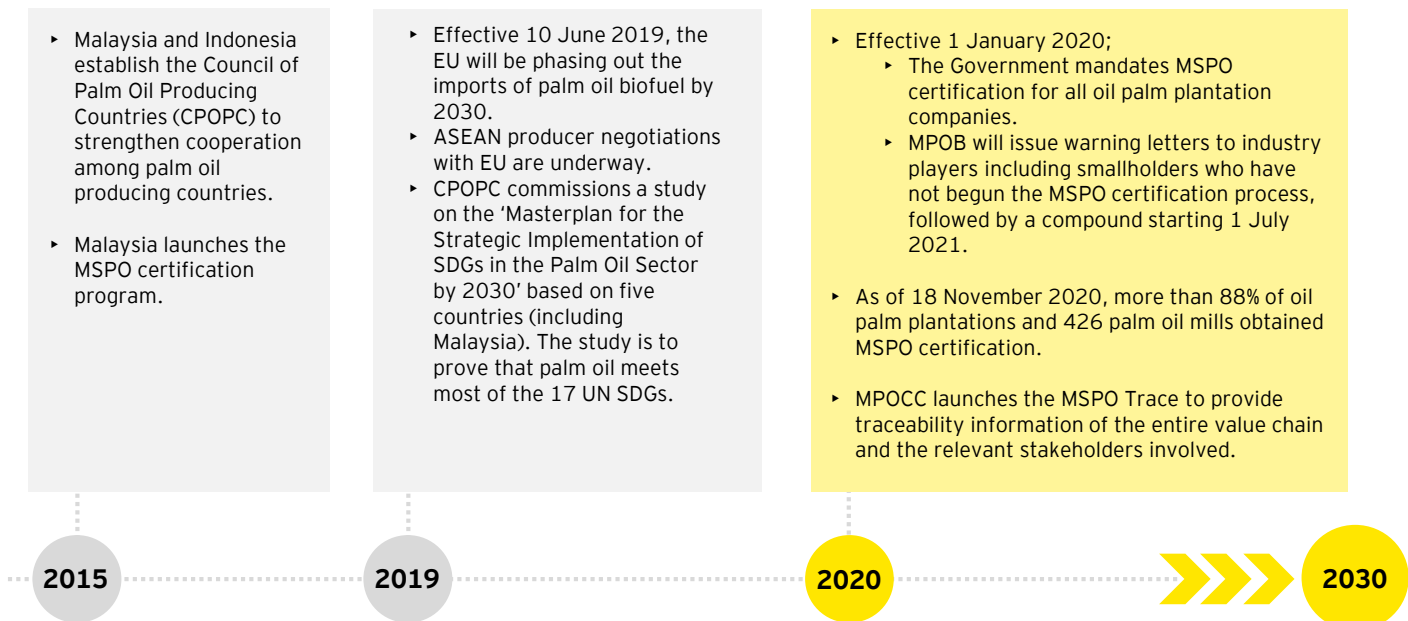 ‣ Malaysia and Indonesia
establish the Council of
Palm Oil Producing
Countries (CPOPC) to
strengthen cooperation
among palm oil
producing countries.
‣ Malaysia launches the
MSPO certification
program.
‣ Effective 10 June 2019, the
EU will be phasing out the
imports of palm oil biofuel by
2030.
‣ ASEAN producer negotiations
with EU are underway.
‣ CPOPC commissions a study
on the ‘Masterplan for the
Strategic Implementation of
SDGs in the Palm Oil Sector
by 2030’ based on five
countries (including
Malaysia). The study is to
prove that palm oil meets
most of the 17 UN SDGs.
‣ Effective 1 January 2020;
‣ The Government mandates MSPO
certification for all oil palm plantation
companies.
‣ MPOB will issue warning letters to industry
players including smallholders who have
not begun the MSPO certification process,
followed by a compound starting 1 July
2021.
‣ As of 18 November 2020, more than 88% of oil
palm plantations and 426 palm oil mills obtained
MSPO certification.
‣ MPOCC launches the MSPO Trace to provide
traceability information of the entire value chain
and the relevant stakeholders involved.
2015
2019
2020
2030